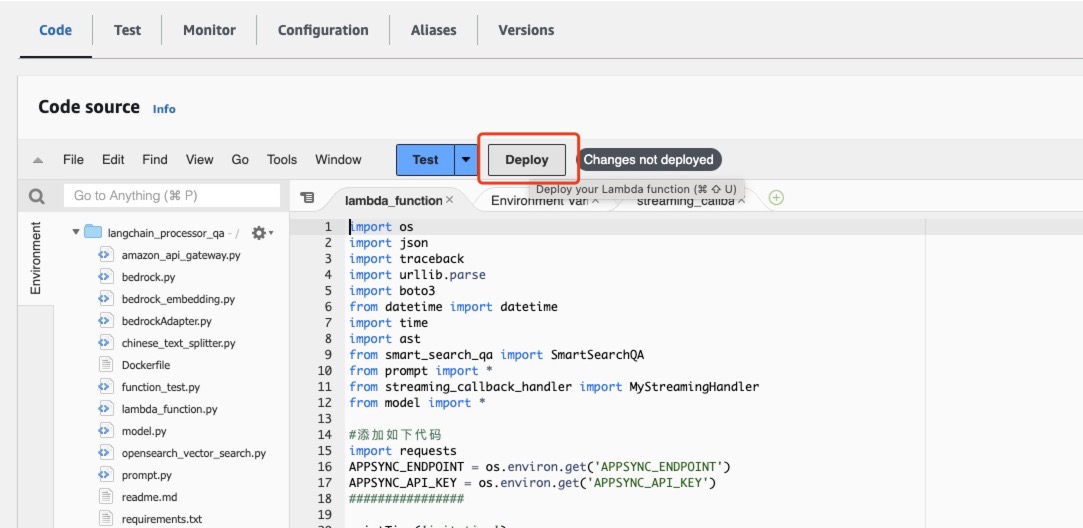 Code Test Monitor Configuration Aliases Versions
Code source Info
File Edit Find View Go Tools Window Test Deploy Changes not deployed
Deploy your Lambda function (⌘ ⇧ U)
Go to Anything (⌘ P)
lambda_function × Environment Var × streaming_callba ×
Environment
langchain_processor_qa - /
amazon_api_gateway.py
bedrock.py
bedrock_embedding.py
bedrockAdapter.py
chinese_text_splitter.py
Dockerfile
function_test.py
lambda_function.py
model.py
opensearch_vector_search.py
prompt.py
readme.md
requirements.txt
1 import os
2 import json
3 import traceback
4 import urllib.parse
5 import boto3
6 from datetime import datetime
7 import time
8 import ast
9 from smart_search_qa import SmartSearchQA
10 from prompt import *
11 from streaming_callback_handler import MyStreamingHandler
12 from model import *
13
14 #添加如下代码
15 import requests
16 APPSYNC_ENDPOINT = os.environ.get('APPSYNC_ENDPOINT')
17 APPSYNC_API_KEY = os.environ.get('APPSYNC_API_KEY')
18 ################
19